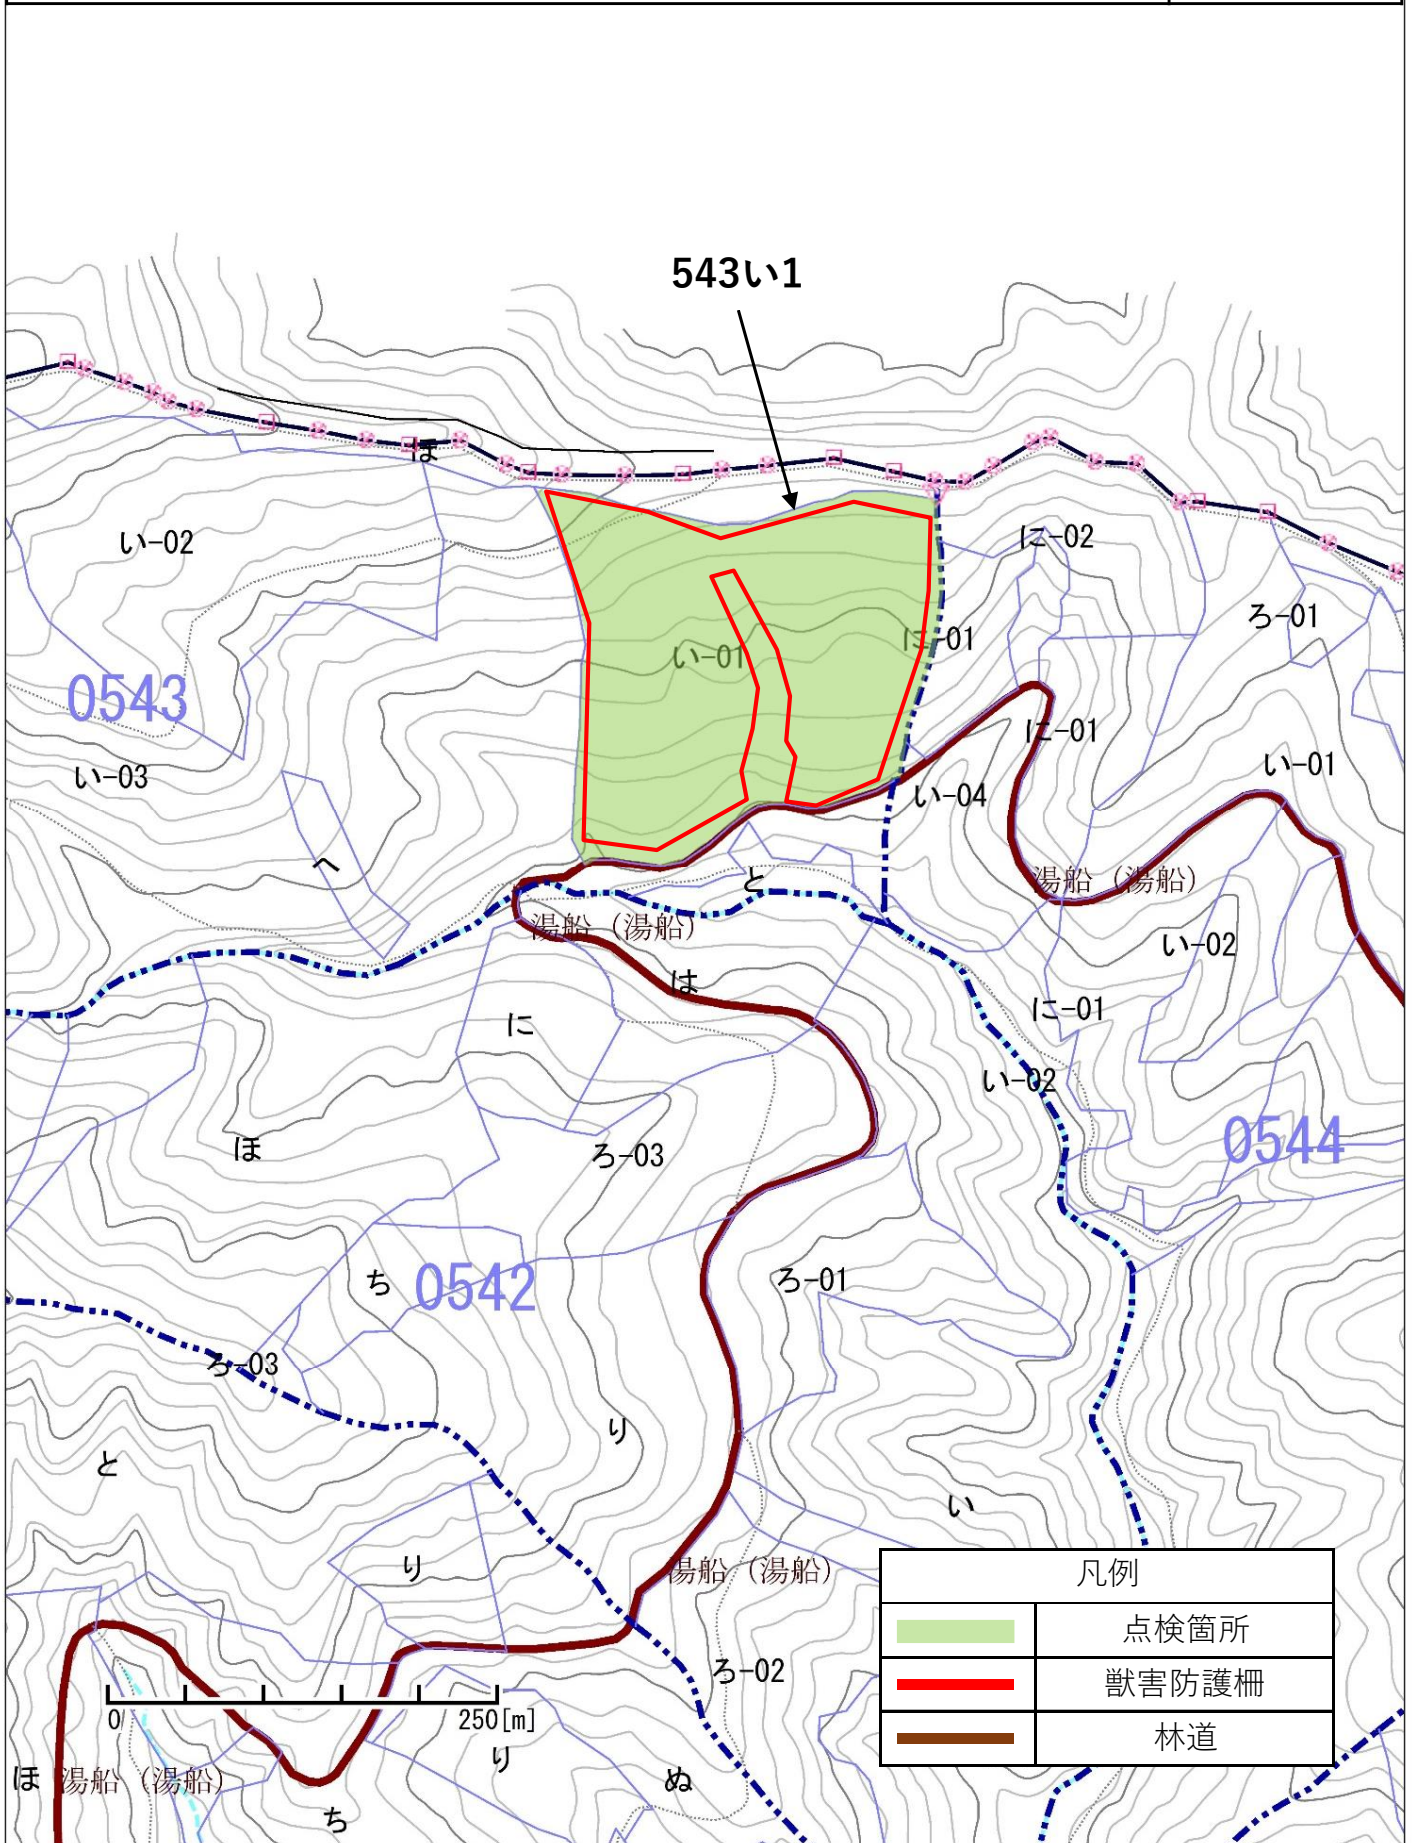 543い1
ほ
い-02
に-02
ろ-01
に-01
い-01
0543
に-01
い-03
い-01
い-04
へ
と
湯船（湯船）
湯船（湯船）
い-02
は
に-01
に
い-02
ほ
ろ-03
0544
ち
0542
ろ-01
ろ-03
り
と
い
り
湯船（湯船）
凡例
点検箇所
獣害防護柵
林道
ろ-02
0
250[m]
り
ほ
湯船（湯船）
ぬ
ち